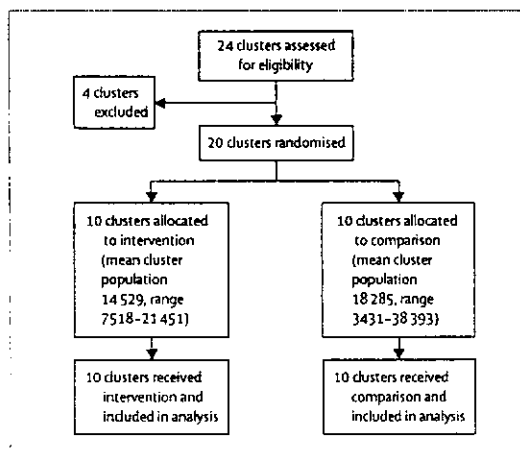 24 clusters assessed
for eligibility
4 clusters
excluded
20 clusters randomised
10 clusters allocated
to intervention
(mean cluster
population
14 529, range
7518–21 451)
10 clusters allocated
to comparison
(mean cluster
population
18 285, range
3431–38 393)
10 clusters received
intervention and
included in analysis
10 clusters received
comparison and
included in analysis